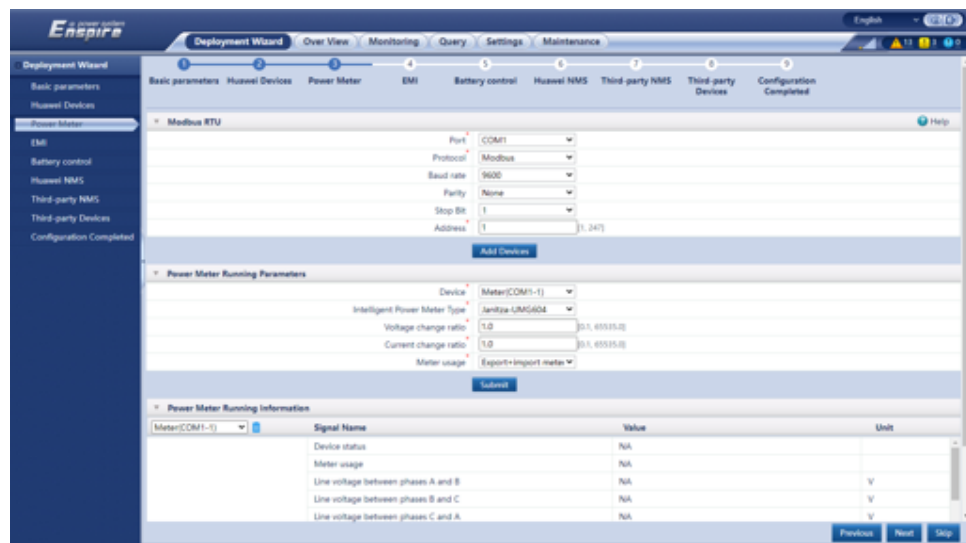 English
Enspire
Deployment Wizard Over View Monitoring Query Settings Maintenance
Deployment Wizard
Basic parameters
Huawei Devices
Power Meter
EMI
Battery control
Huawei NMS
Third-party NMS
Third-party Devices
Configuration Completed
1 2 3 4 5 6 7 8 9
Basic parameters Huawei Devices Power Meter EMI Battery control Huawei NMS Third-party NMS Third-party Devices Configuration Completed
Modbus RTU Help
Port * COM1
Protocol * Modbus
Baud rate 9600
Parity * None
Stop Bit * 1
Address * 1 [1, 247]
Add Devices
Power Meter Running Parameters
Device * Meter(COM1-1)
Intelligent Power Meter Type * Janitza-UMG604
Voltage change ratio * 1.0 [0.1, 65535.0]
Current change ratio * 1.0 [0.1, 65535.0]
Meter usage * Export+import meter
Submit
Power Meter Running Information
Meter(COM1-1) Signal Name Value Unit
Device status NA
Meter usage NA
Line voltage between phases A and B NA V
Line voltage between phases B and C NA V
Line voltage between phases C and A NA V
Previous Next Skip